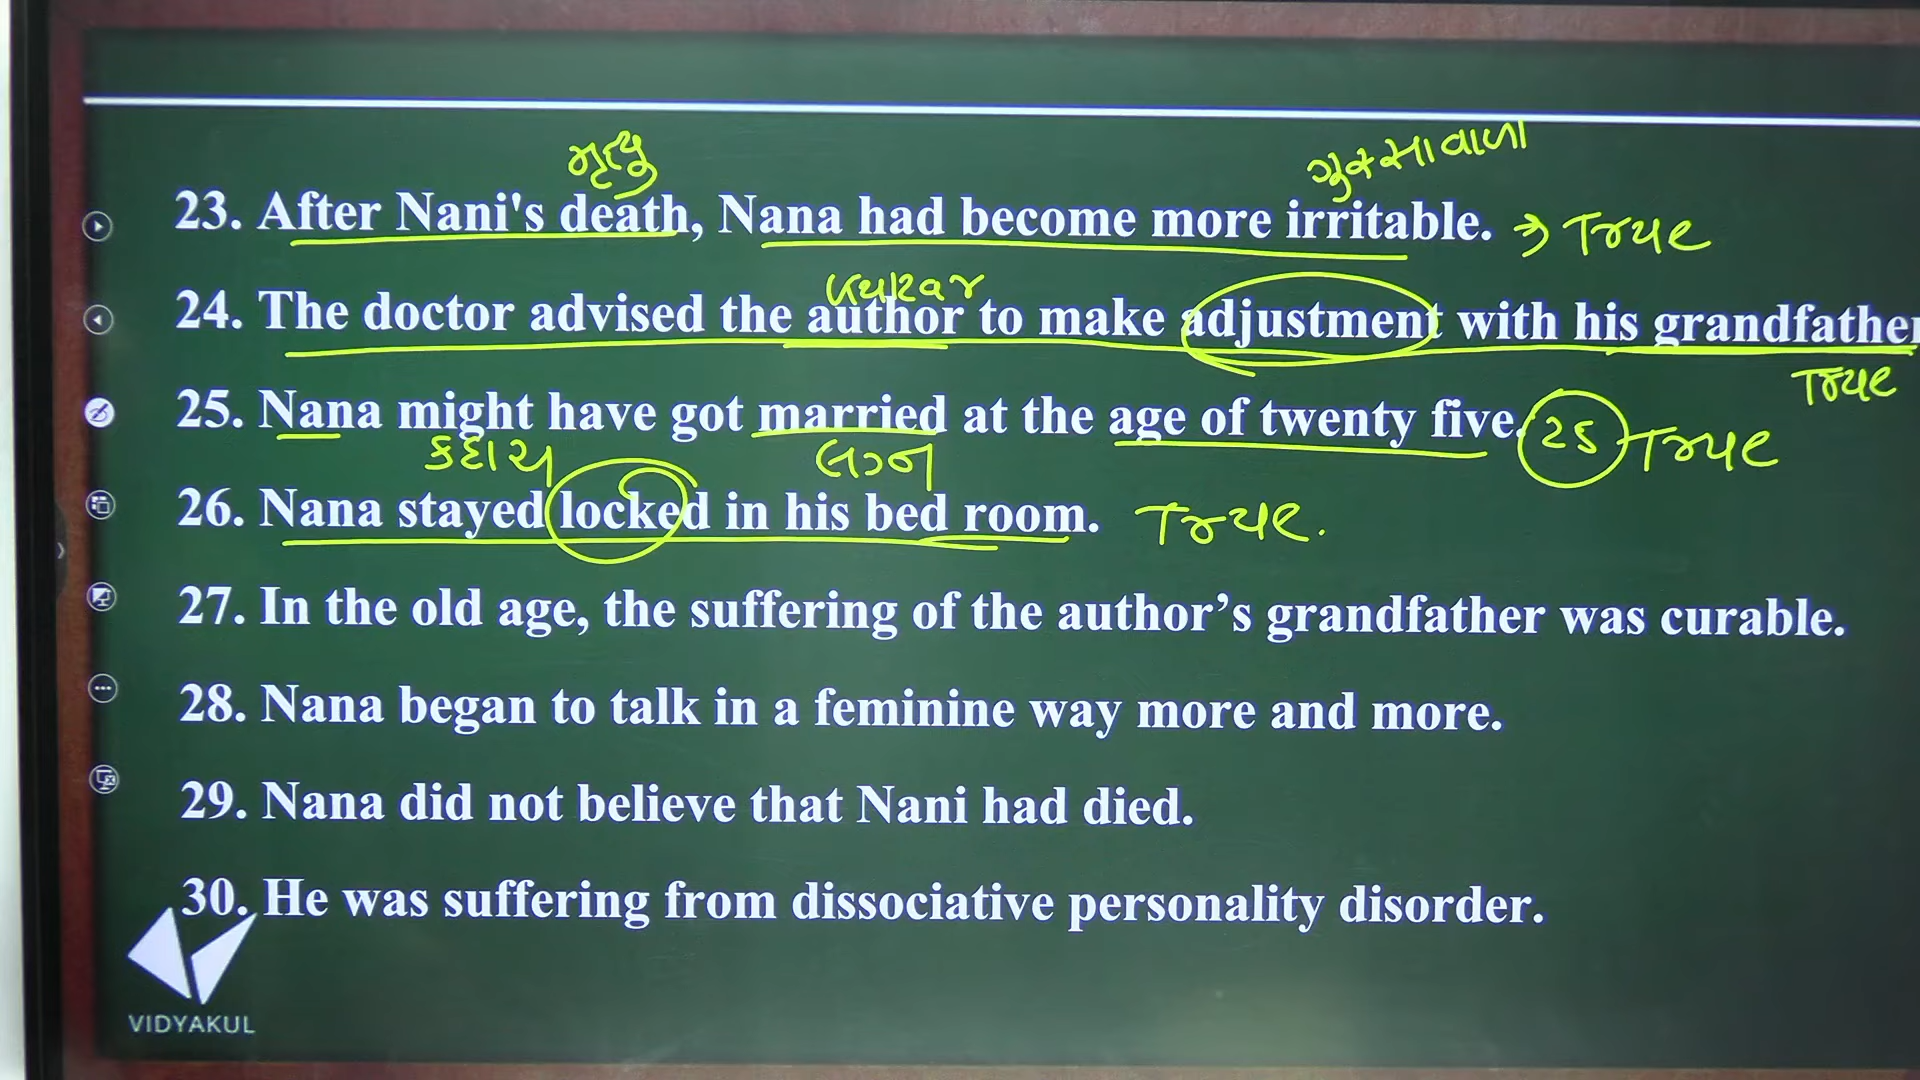 મૃત્યુ ગુસ્સાવાળા
23. After Nani's death, Nana had become more irritable. → True
24. The doctor advised the author to make adjustment with his grandfather
True
25. Nana might have got married at the age of twenty five. 25 True
કદાચ લગ્ન
26. Nana stayed locked in his bed room. True.
27. In the old age, the suffering of the author’s grandfather was curable.
28. Nana began to talk in a feminine way more and more.
29. Nana did not believe that Nani had died.
30. He was suffering from dissociative personality disorder.
VIDYAKUL